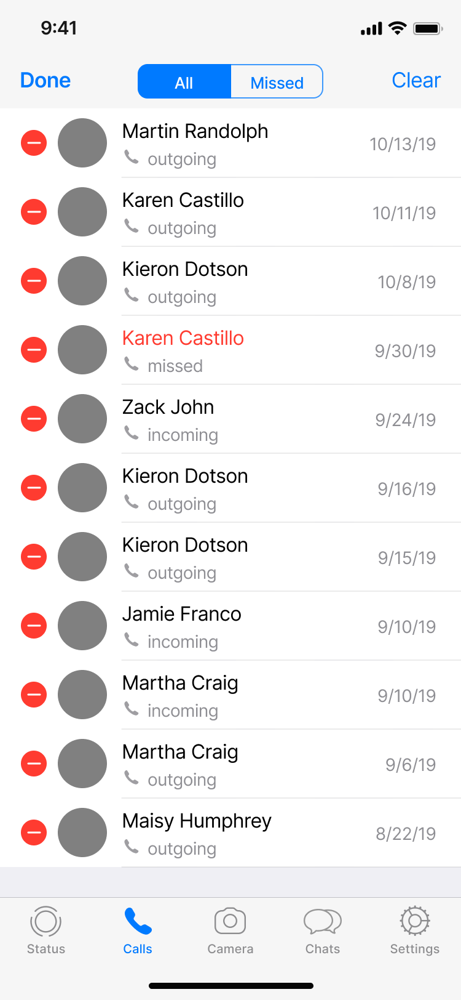 9:41
Done All Missed Clear
Martin Randolph
outgoing
10/13/19
Karen Castillo
outgoing
10/11/19
Kieron Dotson
outgoing
10/8/19
Karen Castillo
missed
9/30/19
Zack John
incoming
9/24/19
Kieron Dotson
outgoing
9/16/19
Kieron Dotson
outgoing
9/15/19
Jamie Franco
incoming
9/10/19
Martha Craig
incoming
9/10/19
Martha Craig
outgoing
9/6/19
Maisy Humphrey
outgoing
8/22/19
Status Calls Camera Chats Settings